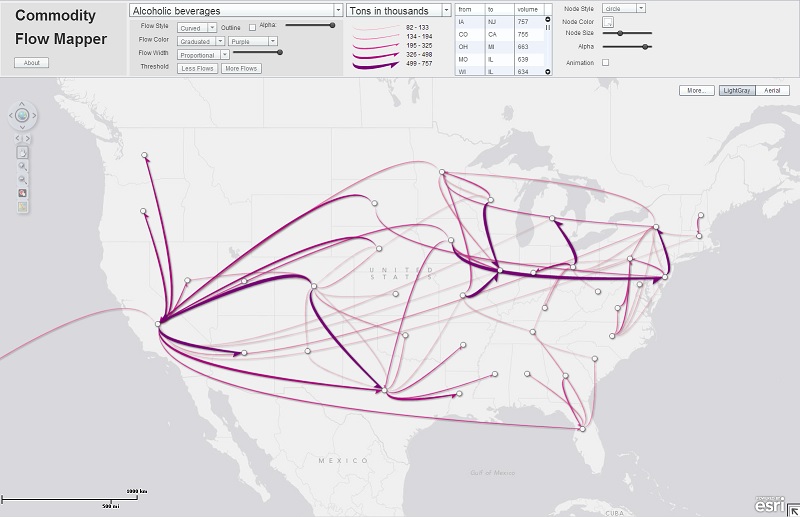 Commodity
Flow Mapper
About
Alcoholic beverages
Flow Style
Curved
Outline
Alpha:
Flow Color
Graduated
Purple
Flow Width
Proportional
Threshold
Less Flows
More Flows
Tons in thousands
82 - 133
134 - 194
195 - 325
326 - 498
499 - 757
from to volume
IA NJ 757
CO CA 755
OH MI 663
MO IL 639
WI IL 634
Node Style
circle
Node Color
Node Size
Alpha
Animation
More...
LightGray
Aerial
UNITED
STATES
MÉXICO
Gulf of Mexico
CUBA
1000 km
500 mi
esri